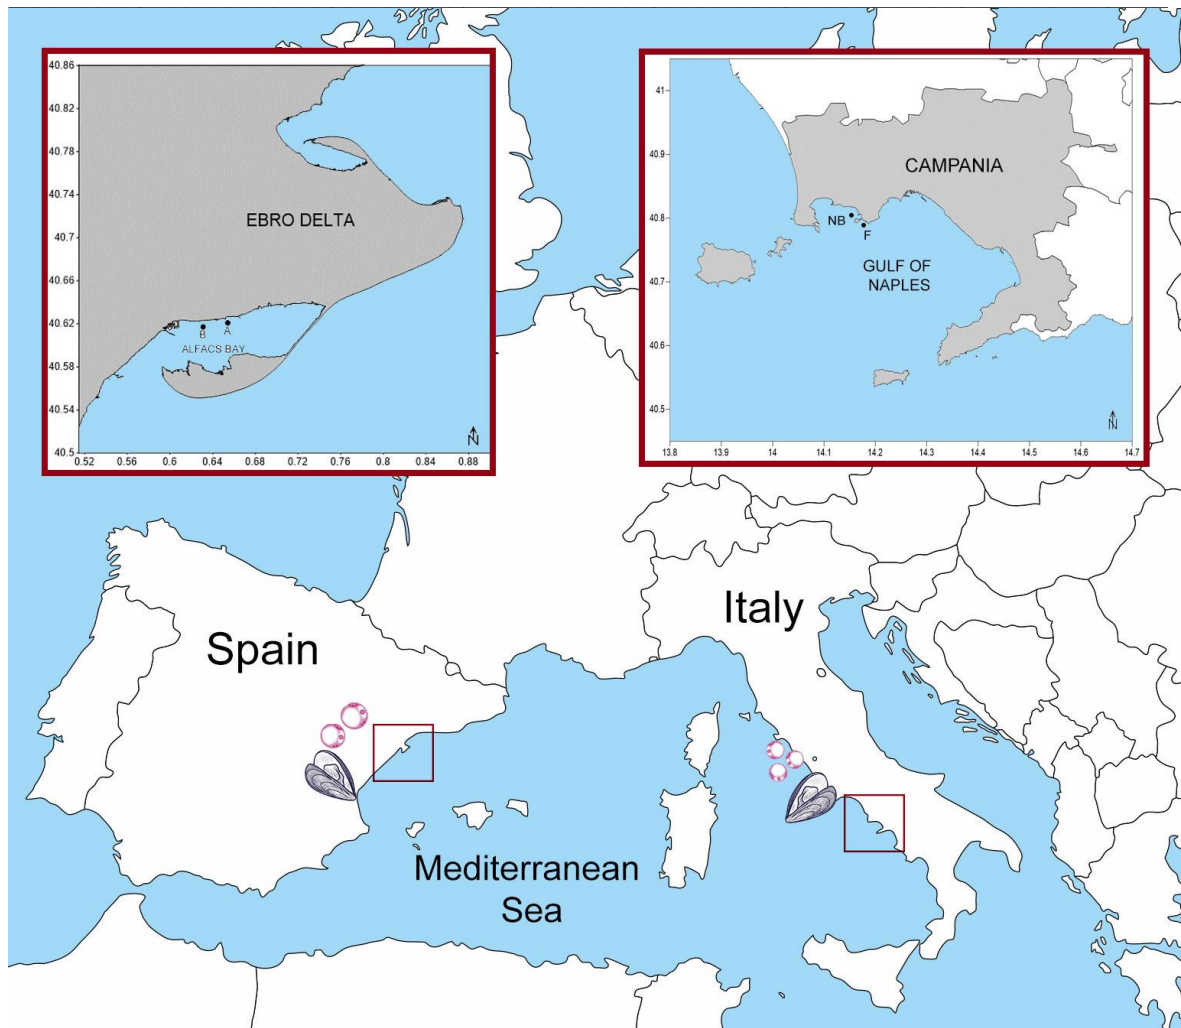 40.86
40.82
40.78
40.74
40.7
40.66
40.62
40.58
40.54
40.5
0.52 0.56 0.6 0.64 0.68 0.72 0.76 0.8 0.84 0.88
EBRO DELTA
B A
ALFACS BAY
N
41
40.9
40.8
40.7
40.6
40.5
13.8 13.9 14 14.1 14.2 14.3 14.4 14.5 14.6 14.7
CAMPANIA
NB
F
GULF OF
NAPLES
N
Spain
Italy
Mediterranean
Sea